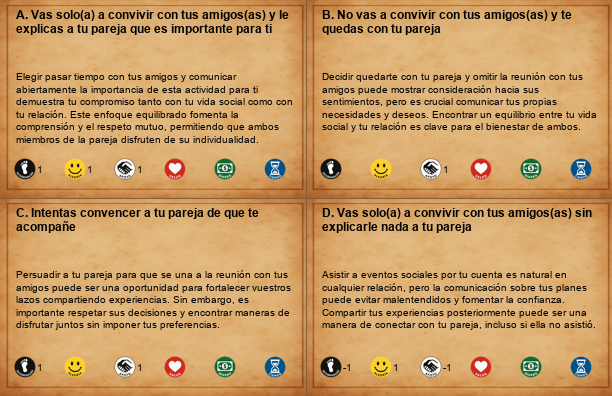 A. Vas solo(a) a convivir con tus amigos(as) y le
explicas a tu pareja que es importante para ti
Elegir pasar tiempo con tus amigos y comunicar
abiertamente la importancia de esta actividad para ti
demuestra tu compromiso tanto con tu vida social como con
tu relación. Este enfoque equilibrado fomenta la
comprensión y el respeto mutuo, permitiendo que ambos
miembros de la pareja disfruten de su individualidad.
1 1 1
B. No vas a convivir con tus amigos(as) y te
quedas con tu pareja
Decidir quedarte con tu pareja y omitir la reunión con tus
amigos puede mostrar consideración hacia sus
sentimientos, pero es crucial comunicar tus propias
necesidades y deseos. Encontrar un equilibrio entre tu vida
social y tu relación es clave para el bienestar de ambos.
1
C. Intentas convencer a tu pareja de que te
acompañe
Persuadir a tu pareja para que se una a la reunión con tus
amigos puede ser una oportunidad para fortalecer vuestros
lazos compartiendo experiencias. Sin embargo, es
importante respetar sus decisiones y encontrar maneras de
disfrutar juntos sin imponer tus preferencias.
1 1
D. Vas solo(a) a convivir con tus amigos(as) sin
explicarle nada a tu pareja
Asistir a eventos sociales por tu cuenta es natural en
cualquier relación, pero la comunicación sobre tus planes
puede evitar malentendidos y fomentar la confianza.
Compartir tus experiencias posteriormente puede ser una
manera de conectar con tu pareja, incluso si ella no asistió.
-1 1 -1